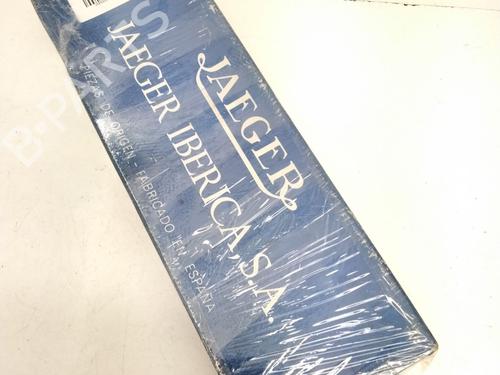 JAEGER
JAEGER IBERICA, S.A.
PIEZAS DE ORIGEN - FABRICADO EN ESPAÑA
B-PARTS